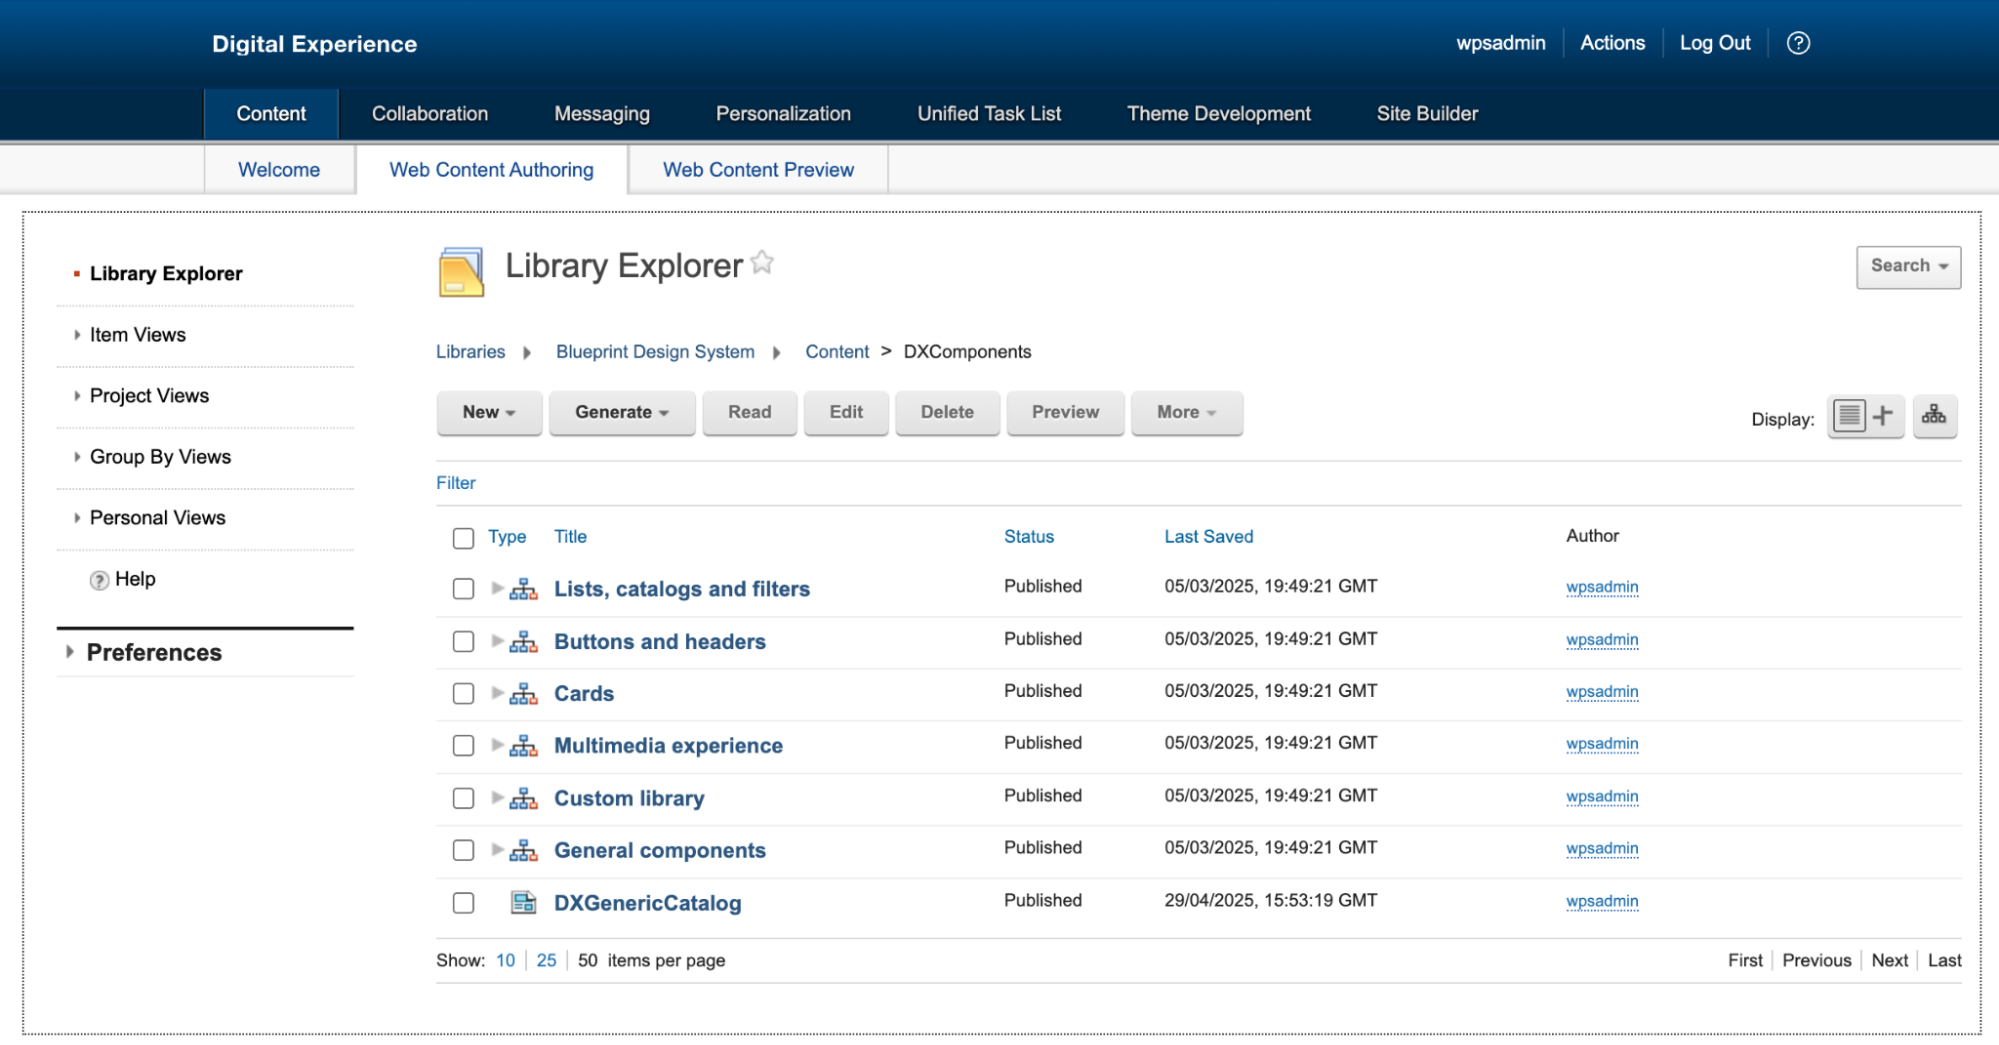 Digital Experience
wpsadmin Actions Log Out ?
Content Collaboration Messaging Personalization Unified Task List Theme Development Site Builder
Welcome Web Content Authoring Web Content Preview
Library Explorer
Item Views
Project Views
Group By Views
Personal Views
? Help
Preferences
Library Explorer
Search
Libraries Blueprint Design System Content > DXComponents
New Generate Read Edit Delete Preview More
Display:
Filter
Type Title Status Last Saved Author
Lists, catalogs and filters Published 05/03/2025, 19:49:21 GMT wpsadmin
Buttons and headers Published 05/03/2025, 19:49:21 GMT wpsadmin
Cards Published 05/03/2025, 19:49:21 GMT wpsadmin
Multimedia experience Published 05/03/2025, 19:49:21 GMT wpsadmin
Custom library Published 05/03/2025, 19:49:21 GMT wpsadmin
General components Published 05/03/2025, 19:49:21 GMT wpsadmin
DXGenericCatalog Published 29/04/2025, 15:53:19 GMT wpsadmin
Show: 10 25 50 items per page
First Previous Next Last